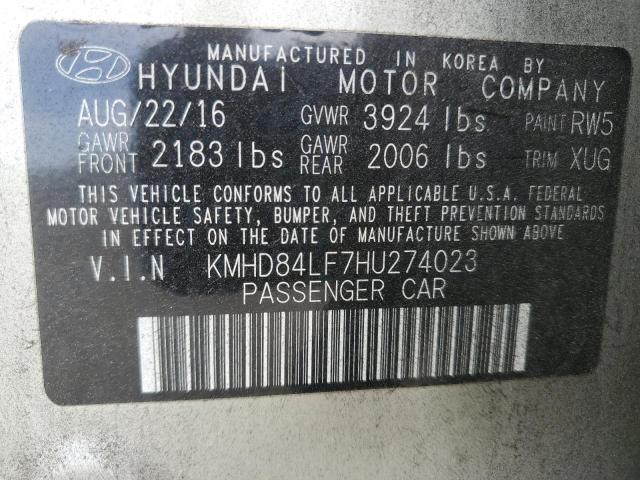 MANUFACTURED IN KOREA BY
HYUNDAI MOTOR COMPANY
AUG/22/16 GVWR 3924 lbs PAINT RW5
GAWR FRONT 2183 lbs GAWR REAR 2006 lbs TRIM XUG
THIS VEHICLE CONFORMS TO ALL APPLICABLE U.S.A. FEDERAL
MOTOR VEHICLE SAFETY, BUMPER, AND THEFT PREVENTION STANDARDS
IN EFFECT ON THE DATE OF MANUFACTURE SHOWN ABOVE
V.I.N KMHD84LF7HU274023
PASSENGER CAR